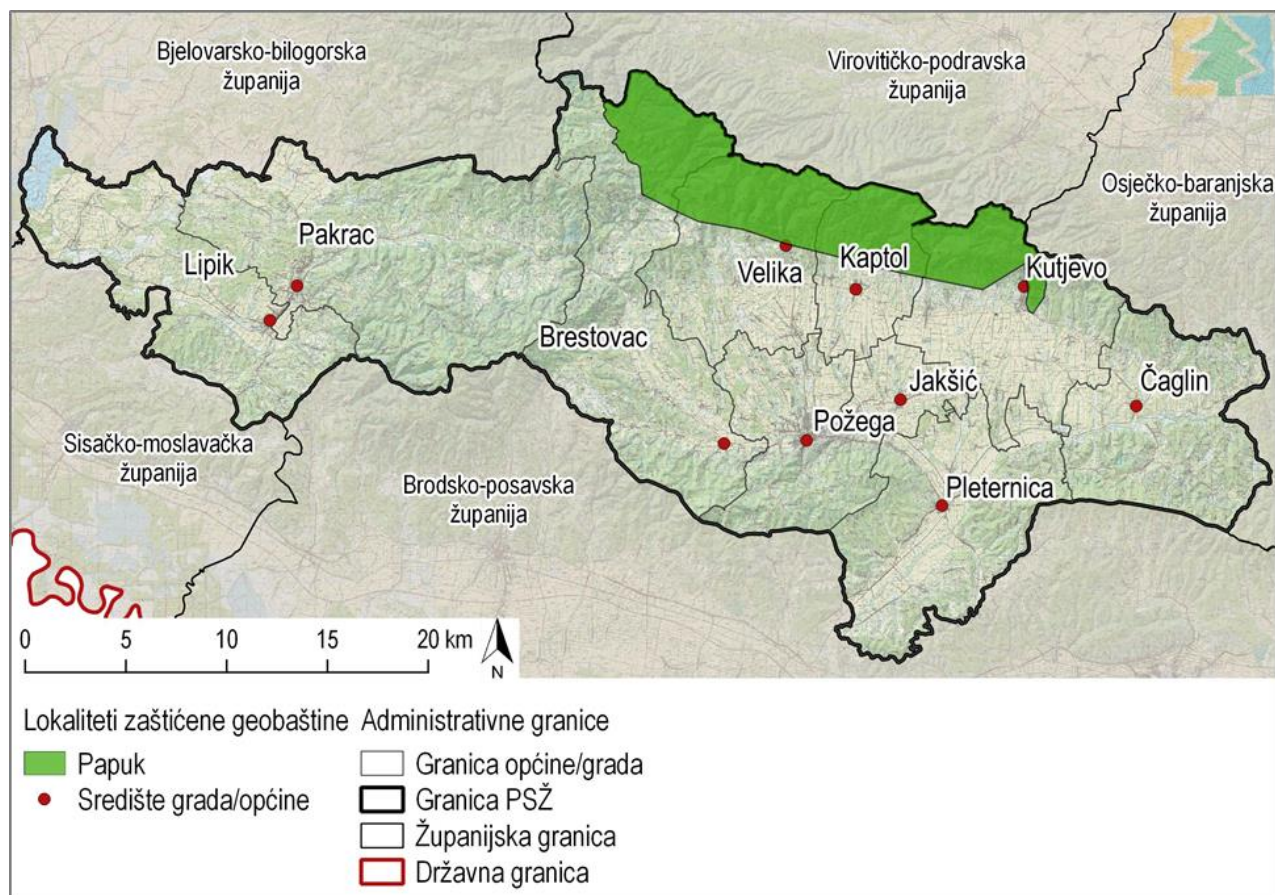 Bjelovarsko-bilogorska
županija
Virovitičko-podravska
županija
Osječko-baranjska
županija
Pakrac
Lipik
Velika
Kaptol
Kutjevo
Brestovac
Jakšić
Čaglin
Požega
Sisačko-moslavačka
županija
Brodsko-posavska
županija
Pleternica
0 5 10 15 20 km
N
Lokaliteti zaštićene geobaštine
Papuk
Središte grada/općine
Administrativne granice
Granica općine/grada
Granica PSŽ
Županijska granica
Državna granica